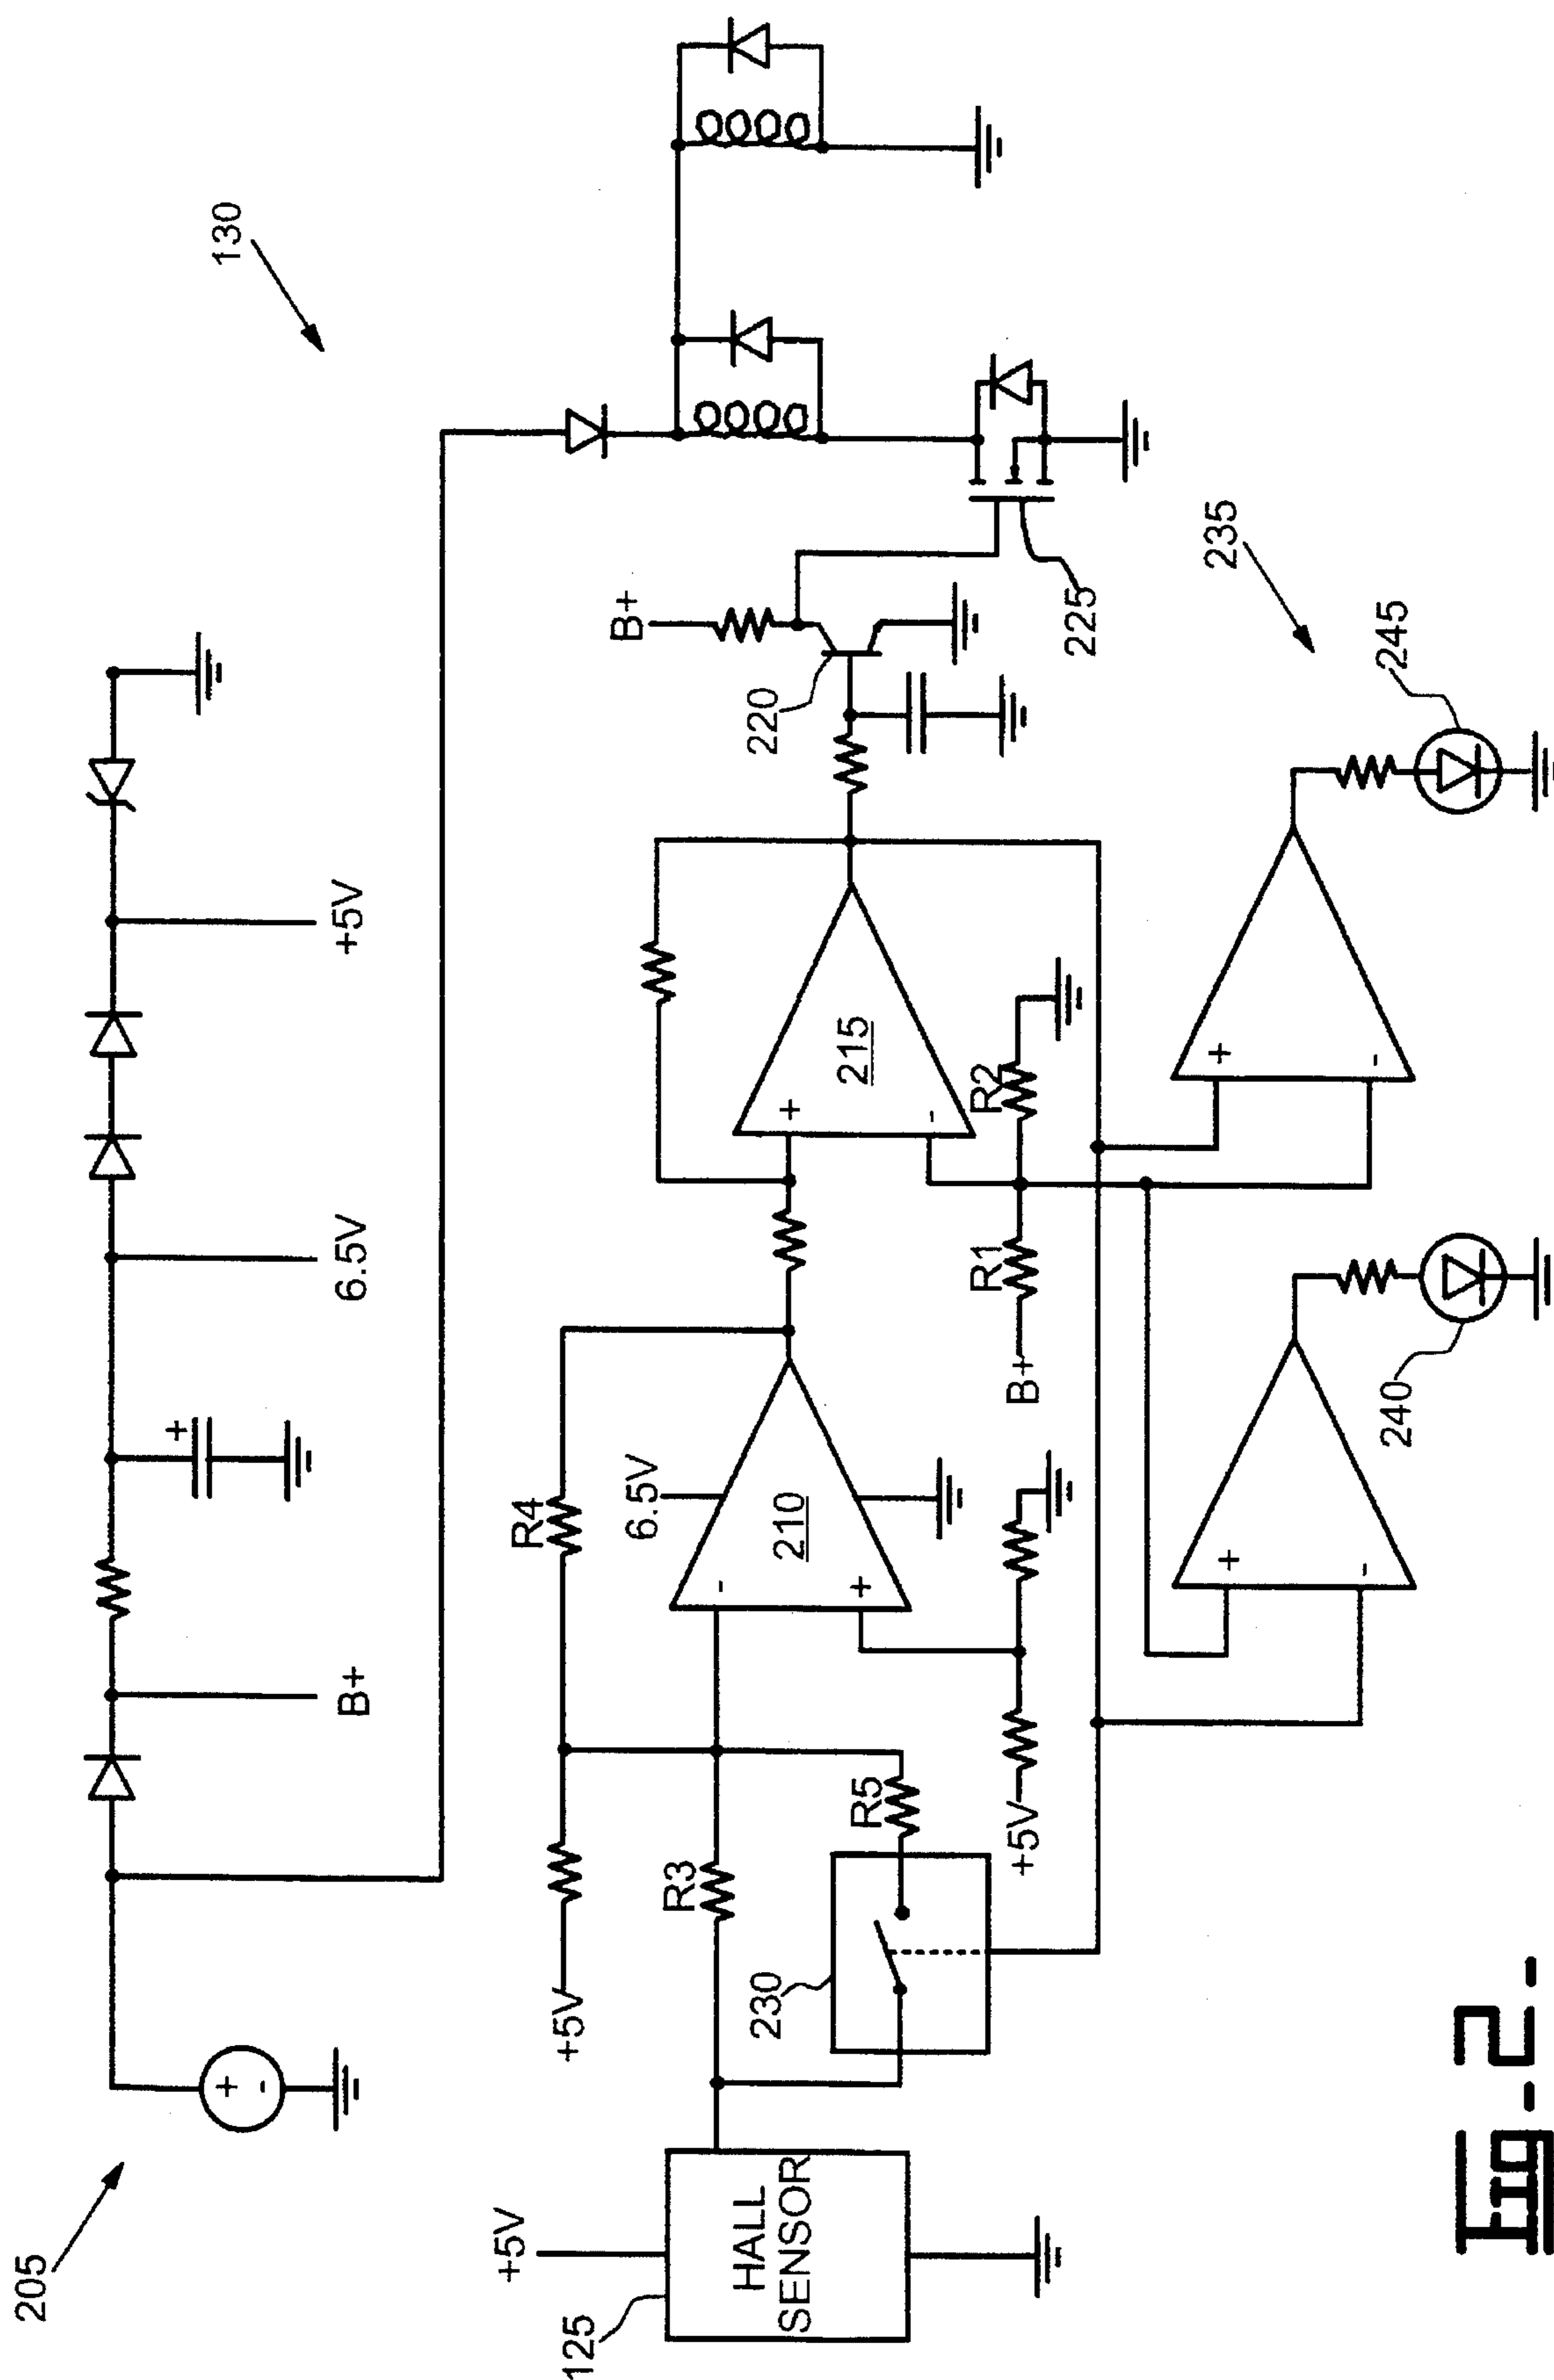 130
205
B+
+
6.5V
+5V
+
-
+5V
125
HALL
SENSOR
+5V
R3
230
R5
R4
6.5V
-
210
+
+5V
B+
R1
R2
+
215
-
220
B+
225
235
+
-
240
+
-
245
Fig-2-